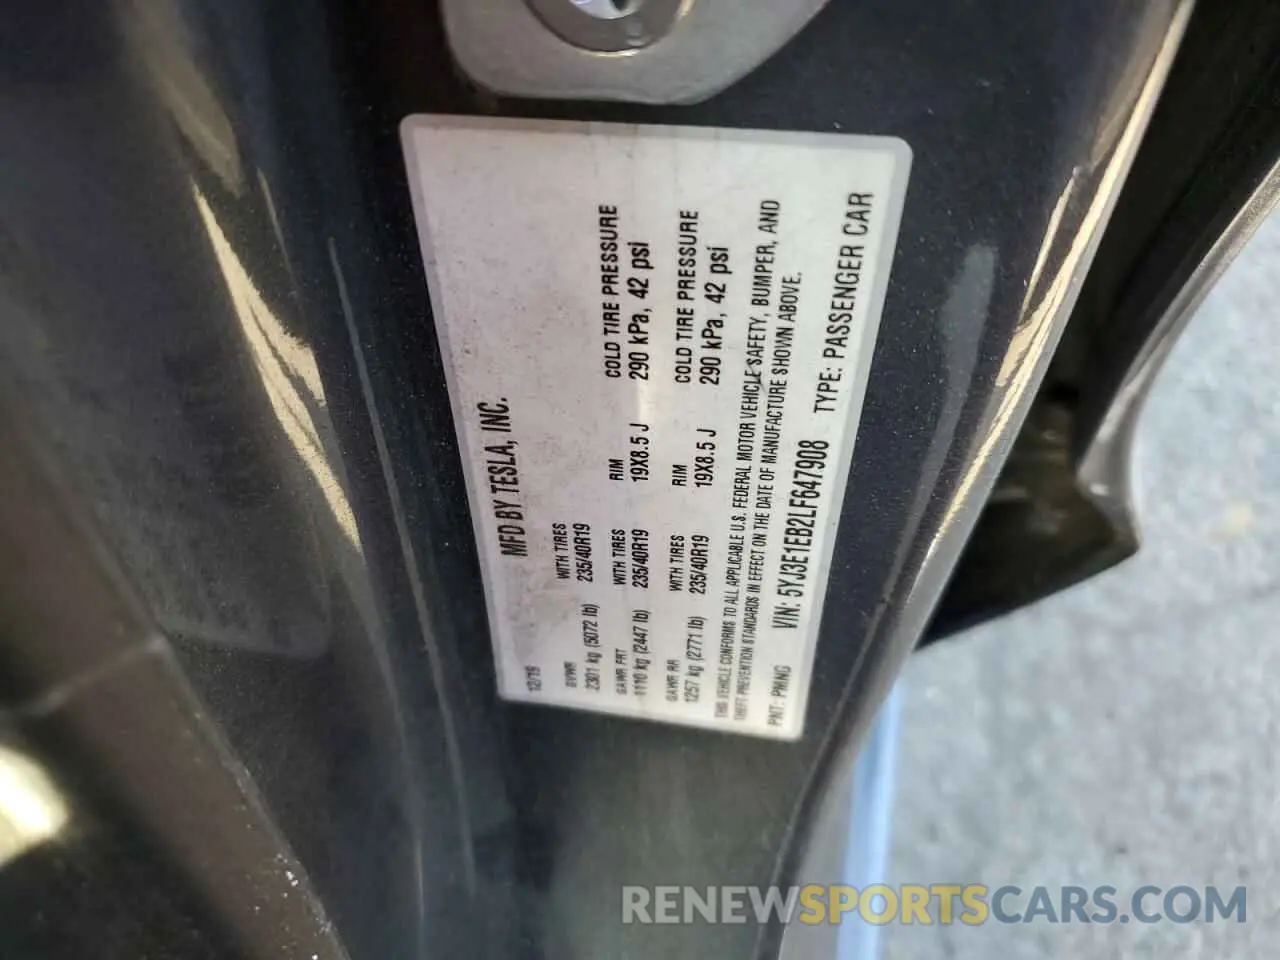 MFD BY TESLA, INC.
12/19
GVWR WITH TIRES
2301 kg (5072 lb) 235/40R19
GAWR FRT WITH TIRES RIM COLD TIRE PRESSURE
1110 kg (2447 lb) 235/40R19 19X8.5 J 290 kPa, 42 psi
GAWR RR WITH TIRES RIM COLD TIRE PRESSURE
1257 kg (2771 lb) 235/40R19 19X8.5 J 290 kPa, 42 psi
THIS VEHICLE CONFORMS TO ALL APPLICABLE U.S. FEDERAL MOTOR VEHICLE SAFETY, BUMPER, AND
THEFT PREVENTION STANDARDS IN EFFECT ON THE DATE OF MANUFACTURE SHOWN ABOVE.
PNT: PMNG VIN: 5YJ3E1EB2LF647908 TYPE: PASSENGER CAR
RENEWSPORTSCARS.COM